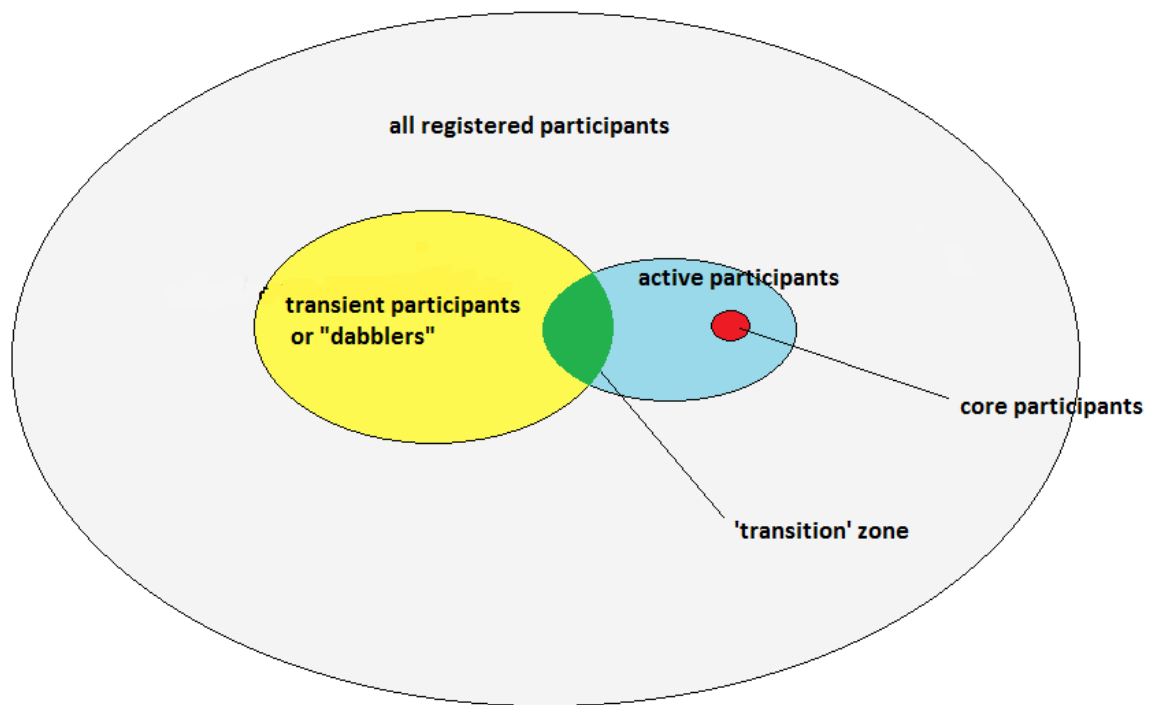 all registered participants
active participants
transient participants
or "dabblers"
core participants
'transition' zone